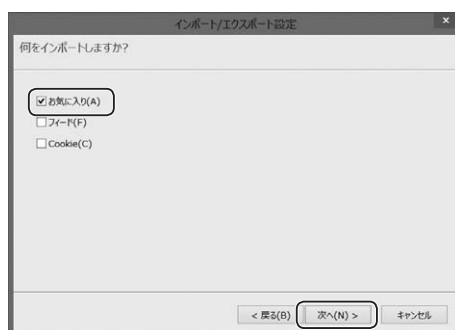 インポート/エクスポート設定
何をインポートしますか?
お気に入り(A)
フィード(F)
Cookie(C)
< 戻る(B) 次へ(N) > キャンセル